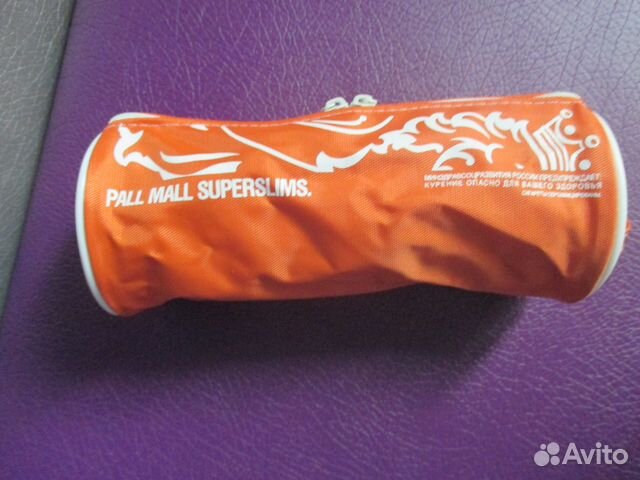 PALL MALL SUPERSLIMS.
МИНЗДРАВСОЦРАЗВИТИЯ РОССИИ ПРЕДУПРЕЖДАЕТ:
КУРЕНИЕ ОПАСНО ДЛЯ ВАШЕГО ЗДОРОВЬЯ
Avito